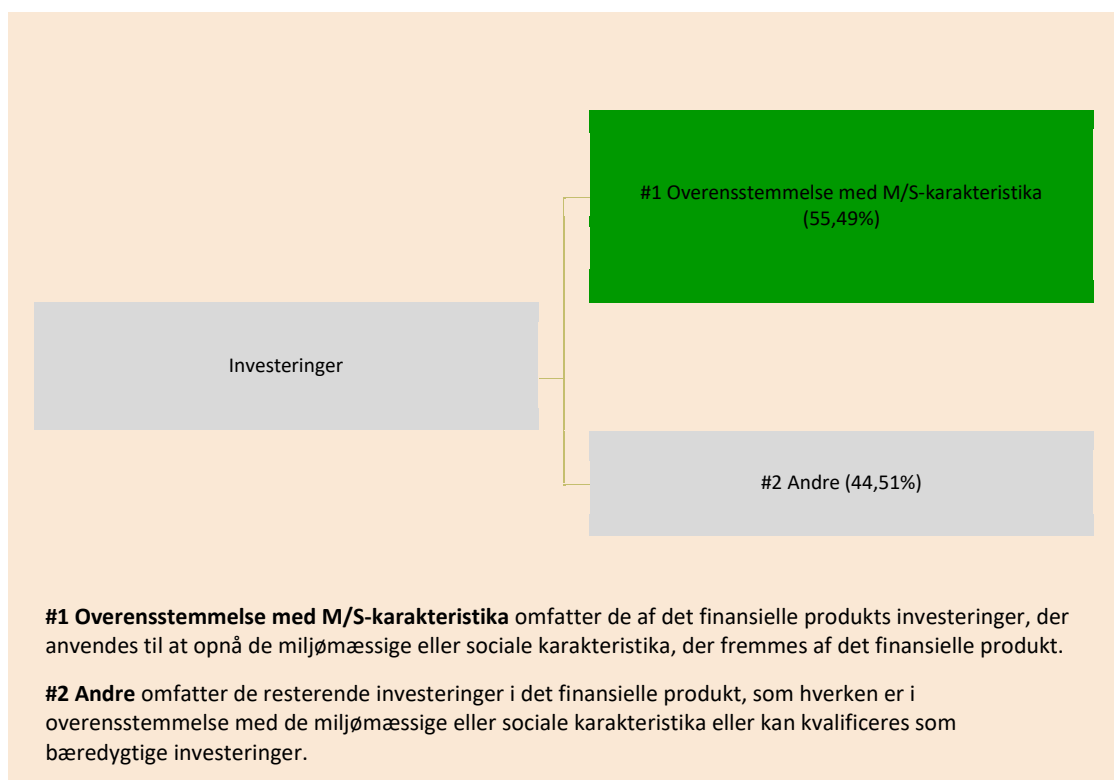 #1 Overensstemmelse med M/S-karakteristika
(55,49%)
Investeringer
#2 Andre (44,51%)
#1 Overensstemmelse med M/S-karakteristika omfatter de af det finansielle produkts investeringer, der
anvendes til at opnå de miljømæssige eller sociale karakteristika, der fremmes af det finansielle produkt.
#2 Andre omfatter de resterende investeringer i det finansielle produkt, som hverken er i
overensstemmelse med de miljømæssige eller sociale karakteristika eller kan kvalificeres som
bæredygtige investeringer.